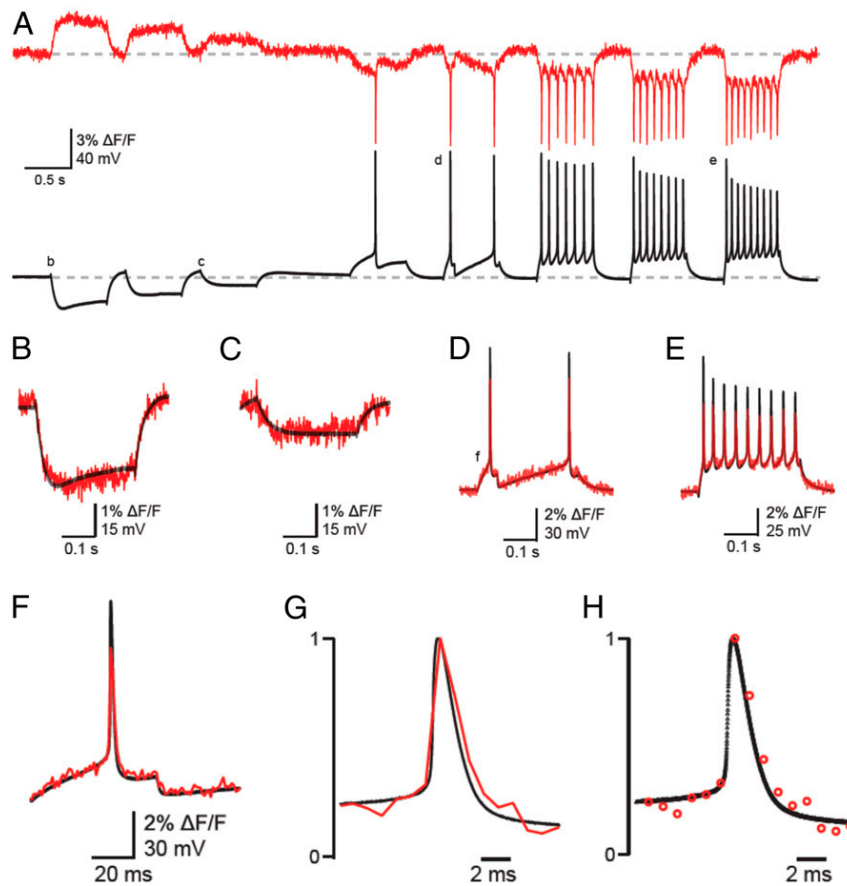 A
3% ΔF/F
40 mV
0.5 s
d
e
b
c
B
C
D
E
f
1% ΔF/F
15 mV
0.1 s
1% ΔF/F
15 mV
0.1 s
2% ΔF/F
30 mV
0.1 s
2% ΔF/F
25 mV
0.1 s
F
G
H
1
1
2% ΔF/F
30 mV
20 ms
0
2 ms
0
2 ms